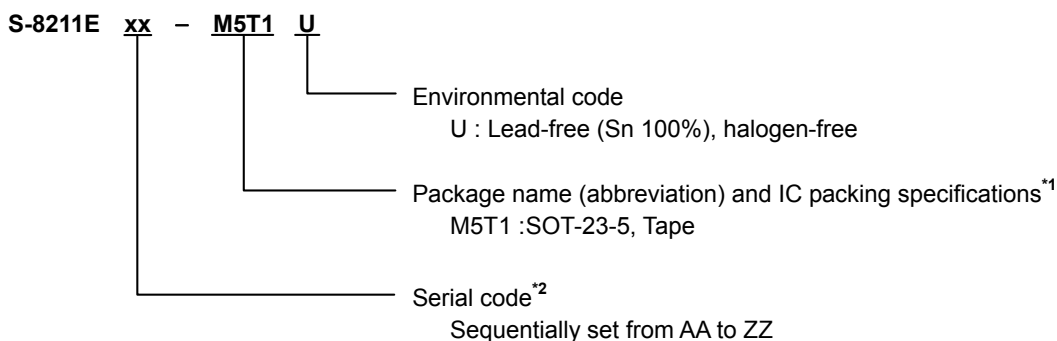 S-8211E xx – M5T1 U
Environmental code
U : Lead-free (Sn 100%), halogen-free
Package name (abbreviation) and IC packing specifications*1
M5T1 :SOT-23-5, Tape
Serial code*2
Sequentially set from AA to ZZ